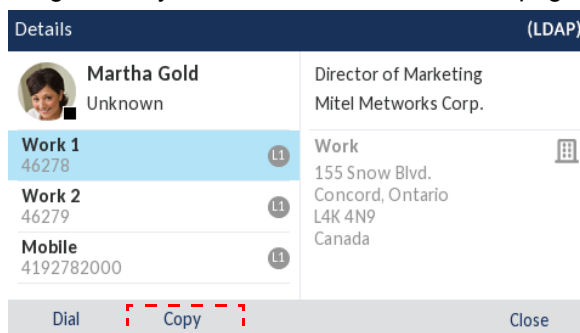 Details (LDAP)
Martha Gold
Unknown
Director of Marketing
Mitel Metworks Corp.
Work 1
46278
L1
Work 2
46279
L1
Mobile
4192782000
L1
Work
155 Snow Blvd.
Concord, Ontario
L4K 4N9
Canada
Dial Copy Close